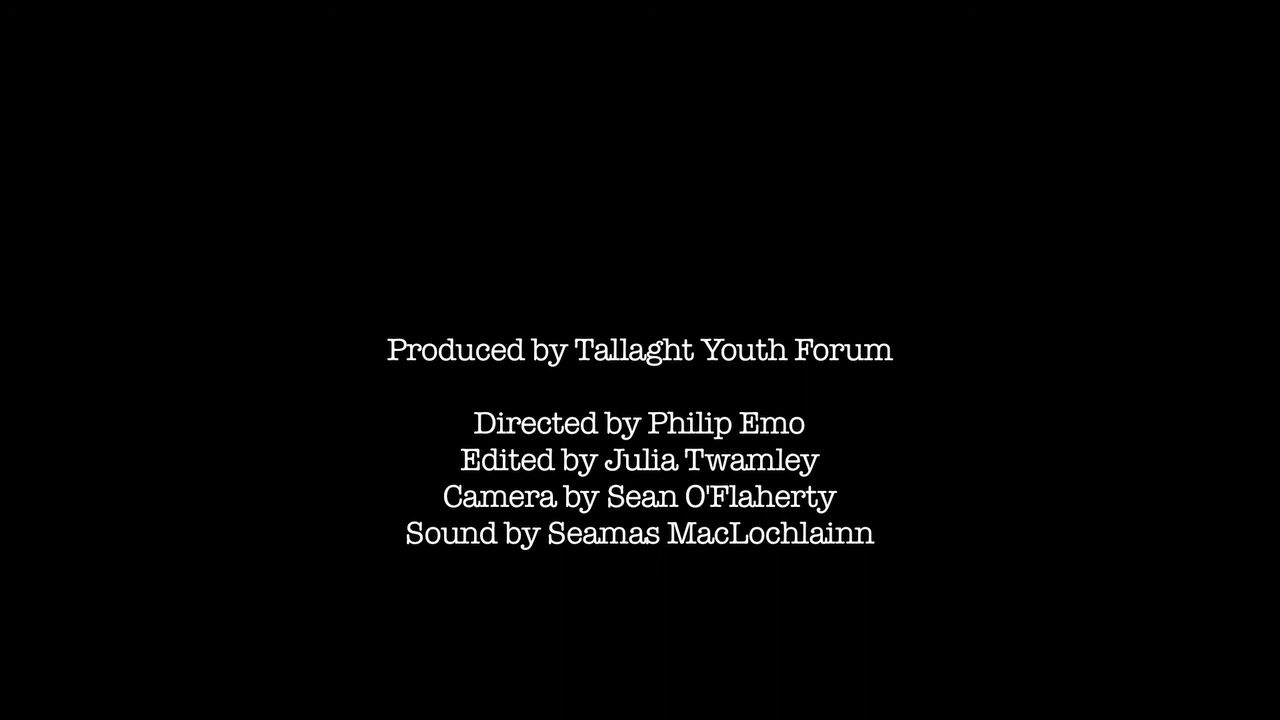 Produced by Tallaght Youth Forum
Directed by Philip Emo
Edited by Julia Twamley
Camera by Sean O'Flaherty
Sound by Seamas MacLochlainn